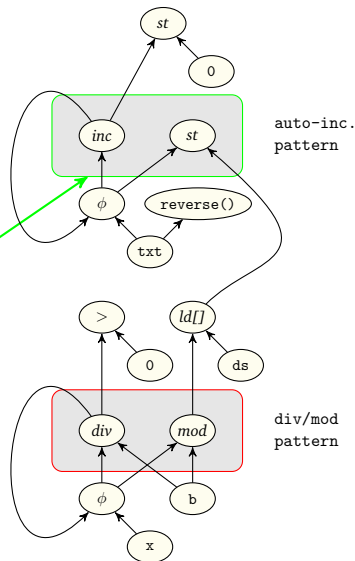 st
0
inc
st
auto-inc.
pattern
ϕ
reverse()
txt
>
ld[]
0
ds
div
mod
div/mod
pattern
ϕ
b
x